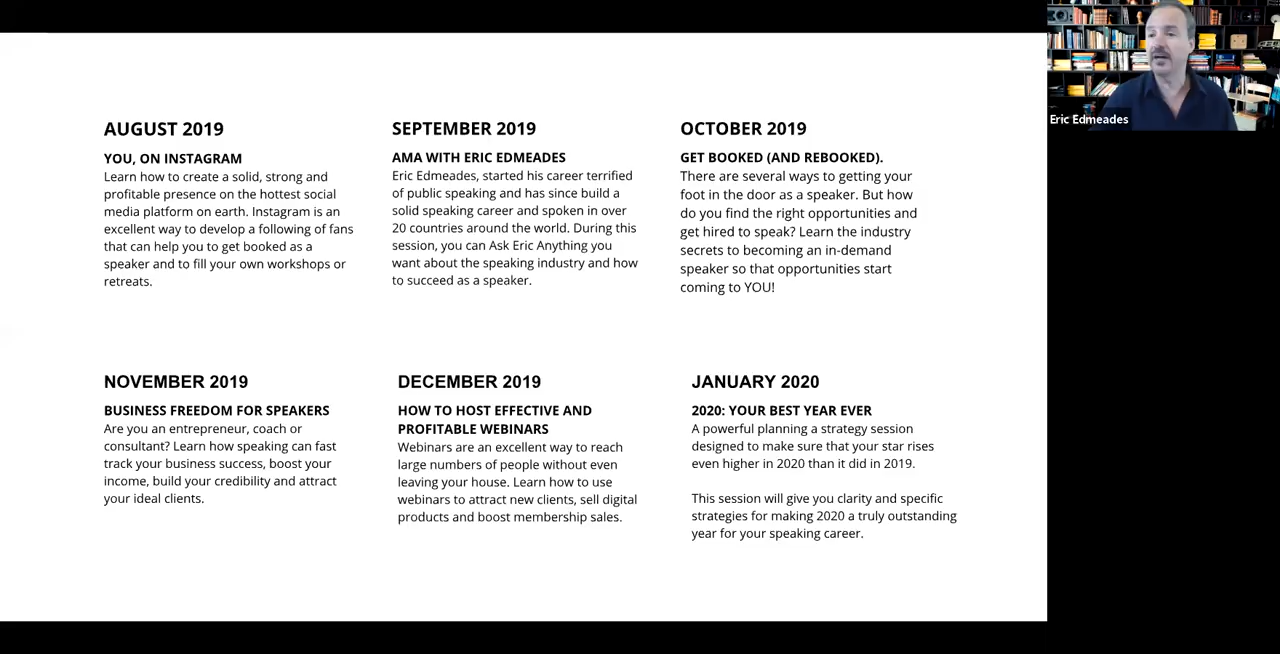 AUGUST 2019
YOU, ON INSTAGRAM
Learn how to create a solid, strong and
profitable presence on the hottest social
media platform on earth. Instagram is an
excellent way to develop a following of fans
that can help you to get booked as a
speaker and to fill your own workshops or
retreats.
SEPTEMBER 2019
AMA WITH ERIC EDMEADES
Eric Edmeades, started his career terrified
of public speaking and has since build a
solid speaking career and spoken in over
20 countries around the world. During this
session, you can Ask Eric Anything you
want about the speaking industry and how
to succeed as a speaker.
OCTOBER 2019
GET BOOKED (AND REBOOKED).
There are several ways to getting your
foot in the door as a speaker. But how
do you find the right opportunities and
get hired to speak? Learn the industry
secrets to becoming an in-demand
speaker so that opportunities start
coming to YOU!
NOVEMBER 2019
BUSINESS FREEDOM FOR SPEAKERS
Are you an entrepreneur, coach or
consultant? Learn how speaking can fast
track your business success, boost your
income, build your credibility and attract
your ideal clients.
DECEMBER 2019
HOW TO HOST EFFECTIVE AND
PROFITABLE WEBINARS
Webinars are an excellent way to reach
large numbers of people without even
leaving your house. Learn how to use
webinars to attract new clients, sell digital
products and boost membership sales.
JANUARY 2020
2020: YOUR BEST YEAR EVER
A powerful planning a strategy session
designed to make sure that your star rises
even higher in 2020 than it did in 2019.
This session will give you clarity and specific
strategies for making 2020 a truly outstanding
year for your speaking career.
Eric Edmeades